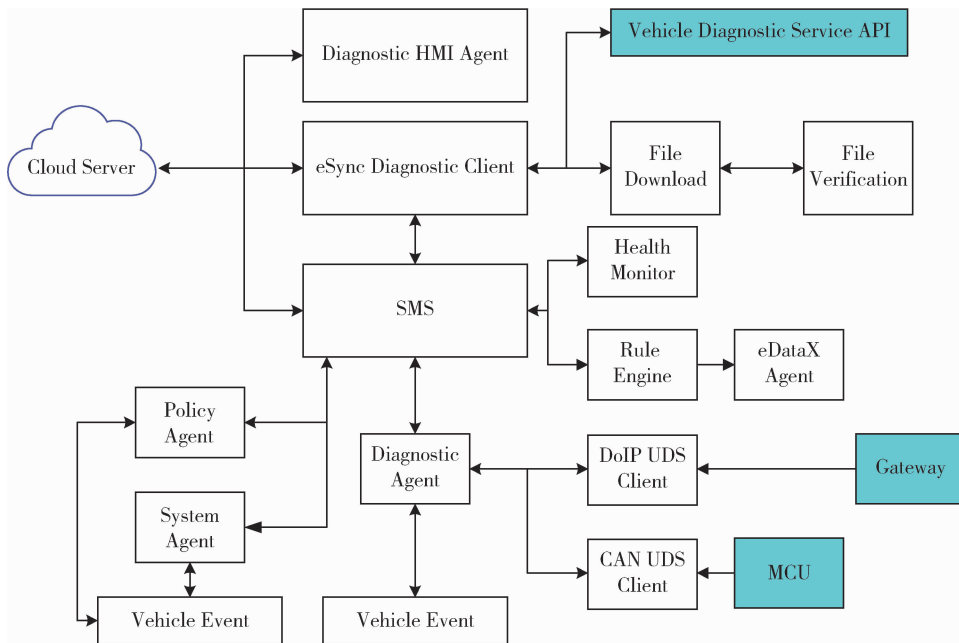 Vehicle Diagnostic Service API
Diagnostic HMI Agent
Cloud Server
eSync Diagnostic Client
File
Download
File
Verification
Health
Monitor
SMS
Rule
Engine
eDataX
Agent
Policy
Agent
Diagnostic
Agent
DoIP UDS
Client
Gateway
System
Agent
CAN UDS
Client
MCU
Vehicle Event
Vehicle Event